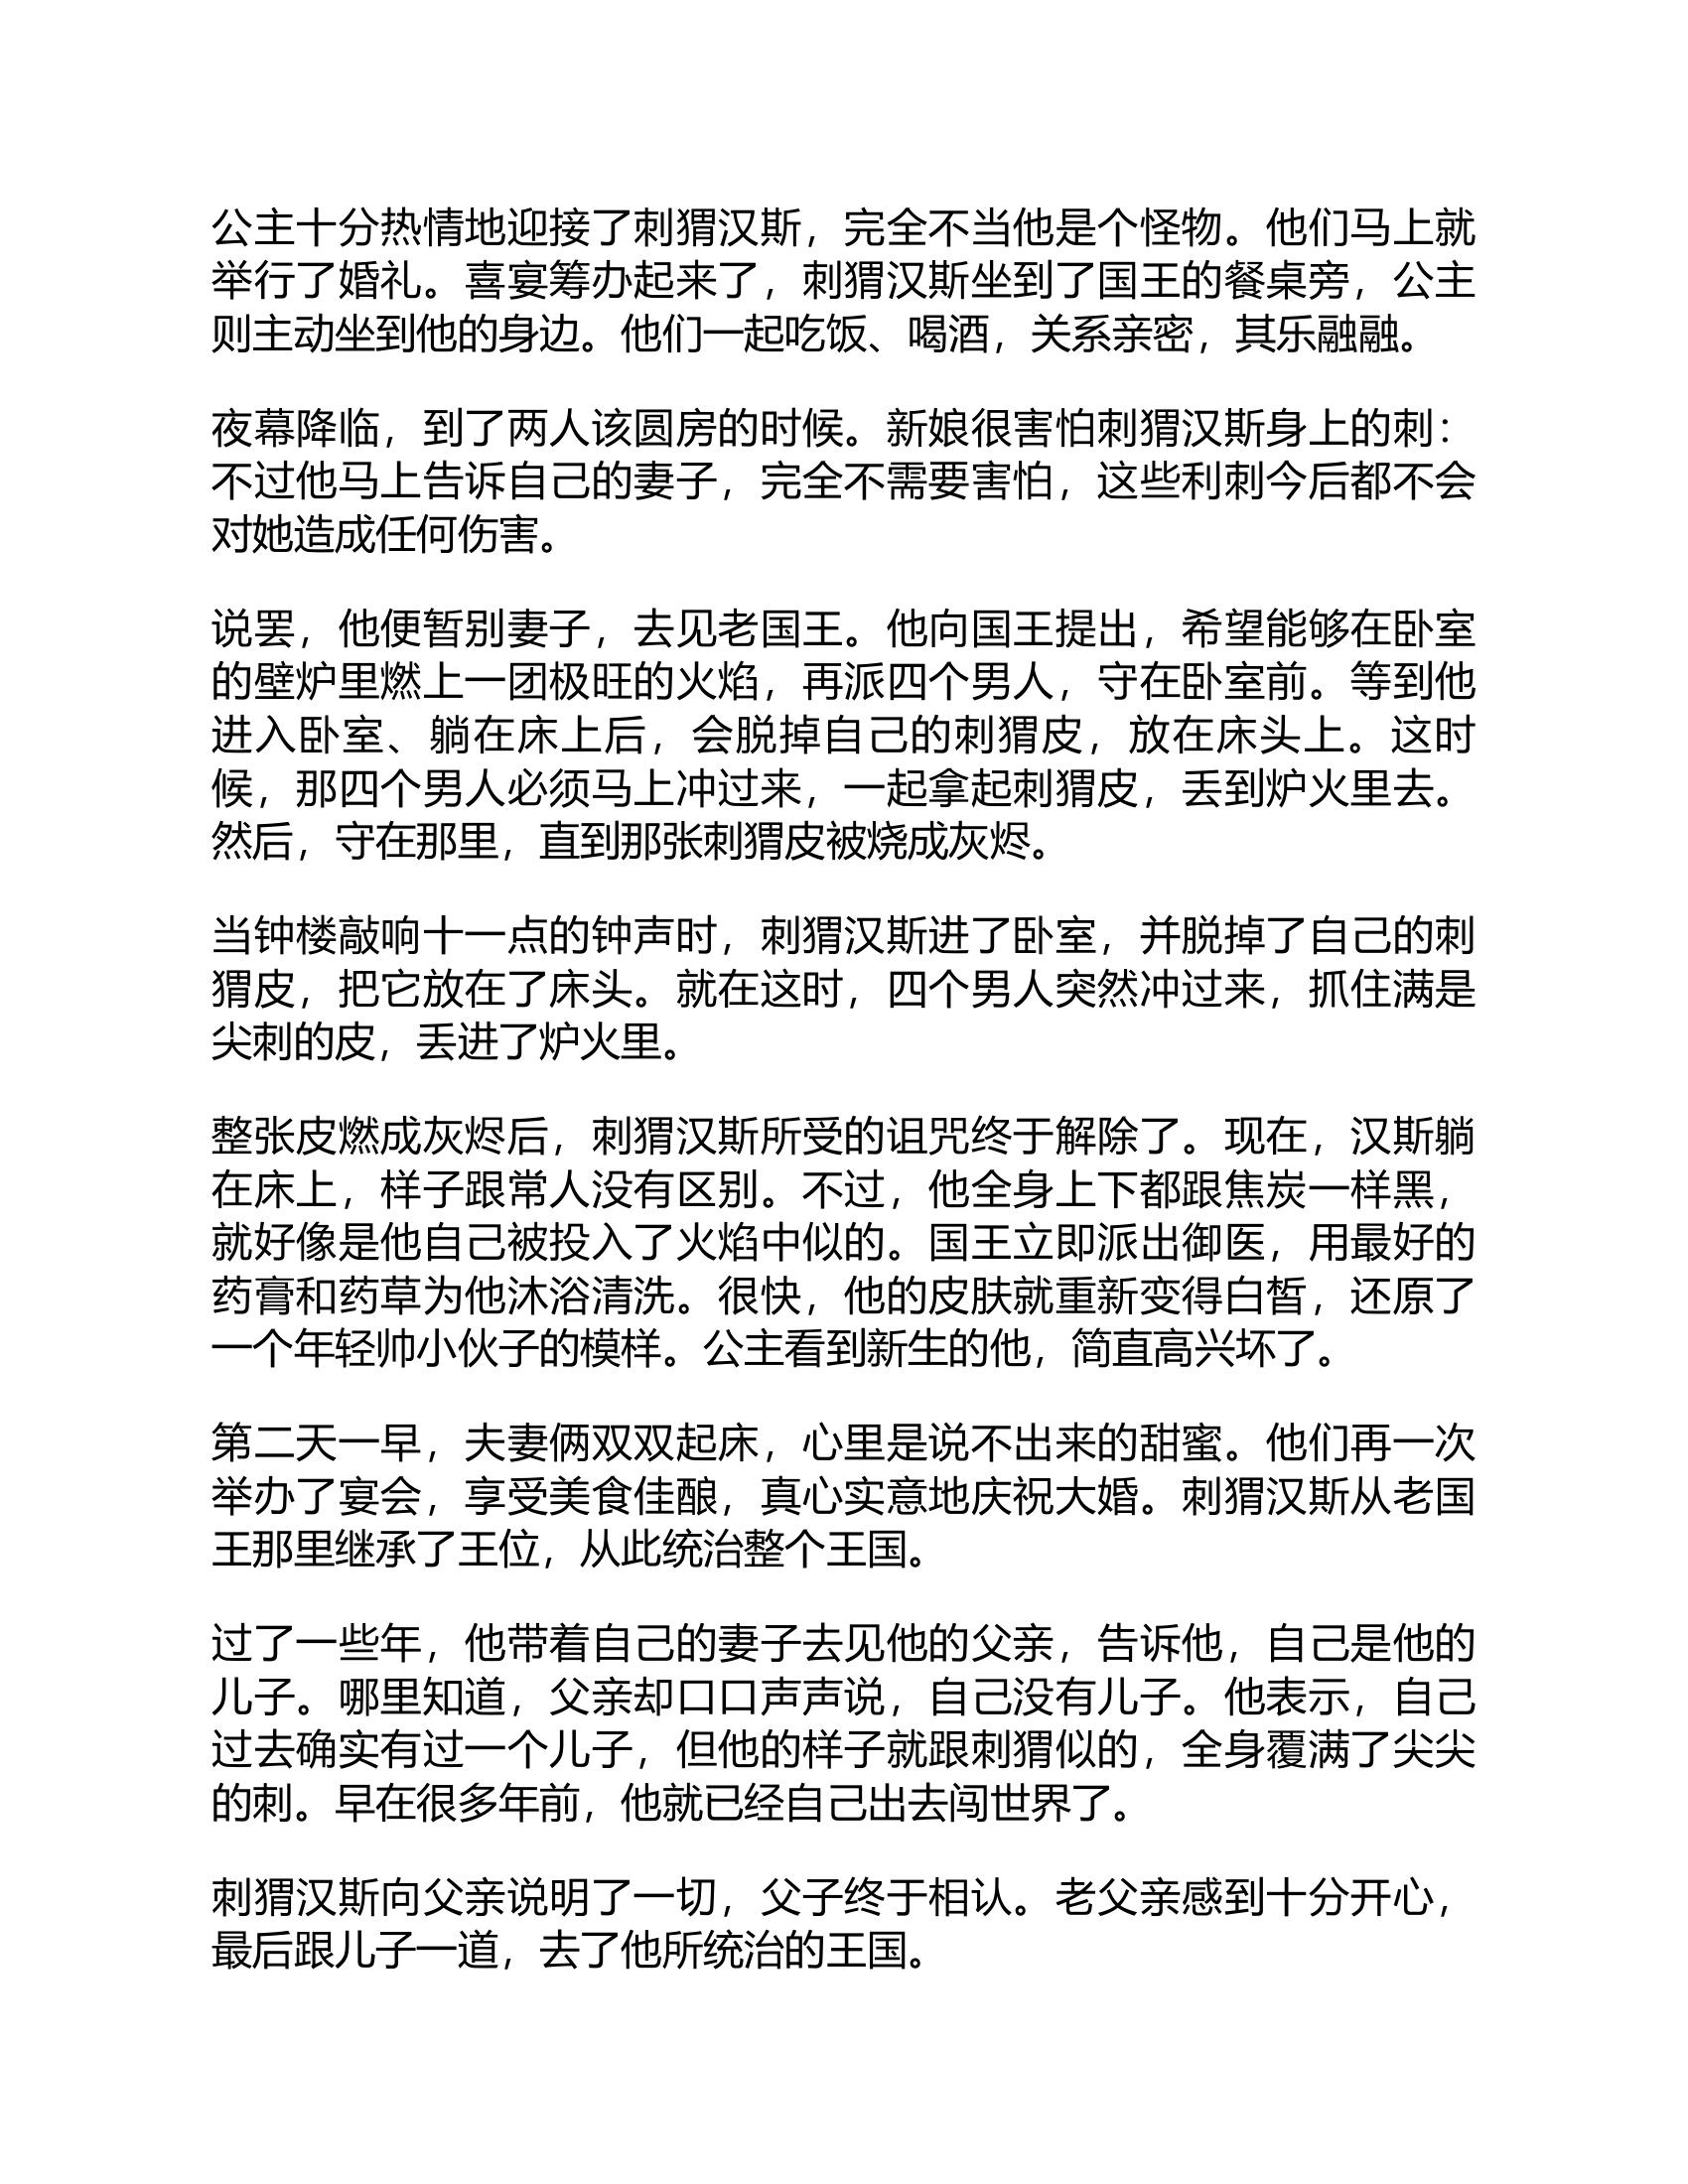 公主十分热情地迎接了刺猬汉斯，完全不当他是个怪物。他们马上就
举行了婚礼。喜宴筹办起来了，刺猬汉斯坐到了国王的餐桌旁，公主
则主动坐到他的身边。他们一起吃饭、喝酒，关系亲密，其乐融融。
夜幕降临，到了两人该圆房的时候。新娘很害怕刺猬汉斯身上的刺：
不过他马上告诉自己的妻子，完全不需要害怕，这些利刺今后都不会
对她造成任何伤害。
说罢，他便暂别妻子，去见老国王。他向国王提出，希望能够在卧室
的壁炉里燃上一团极旺的火焰，再派四个男人，守在卧室前。等到他
进入卧室、躺在床上后，会脱掉自己的刺猬皮，放在床头上。这时
候，那四个男人必须马上冲过来，一起拿起刺猬皮，丢到炉火里去。
然后，守在那里，直到那张刺猬皮被烧成灰烬。
当钟楼敲响十一点的钟声时，刺猬汉斯进了卧室，并脱掉了自己的刺
猬皮，把它放在了床头。就在这时，四个男人突然冲过来，抓住满是
尖刺的皮，丢进了炉火里。
整张皮燃成灰烬后，刺猬汉斯所受的诅咒终于解除了。现在，汉斯躺
在床上，样子跟常人没有区别。不过，他全身上下都跟焦炭一样黑，
就好像是他自己被投入了火焰中似的。国王立即派出御医，用最好的
药膏和药草为他沐浴清洗。很快，他的皮肤就重新变得白皙，还原了
一个年轻帅小伙子的模样。公主看到新生的他，简直高兴坏了。
第二天一早，夫妻俩双双起床，心里是说不出来的甜蜜。他们再一次
举办了宴会，享受美食佳酿，真心实意地庆祝大婚。刺猬汉斯从老国
王那里继承了王位，从此统治整个王国。
过了一些年，他带着自己的妻子去见他的父亲，告诉他，自己是他的
儿子。哪里知道，父亲却口口声声说，自己没有儿子。他表示，自己
过去确实有过一个儿子，但他的样子就跟刺猬似的，全身覆满了尖尖
的刺。早在很多年前，他就已经自己出去闯世界了。
刺猬汉斯向父亲说明了一切，父子终于相认。老父亲感到十分开心，
最后跟儿子一道，去了他所统治的王国。